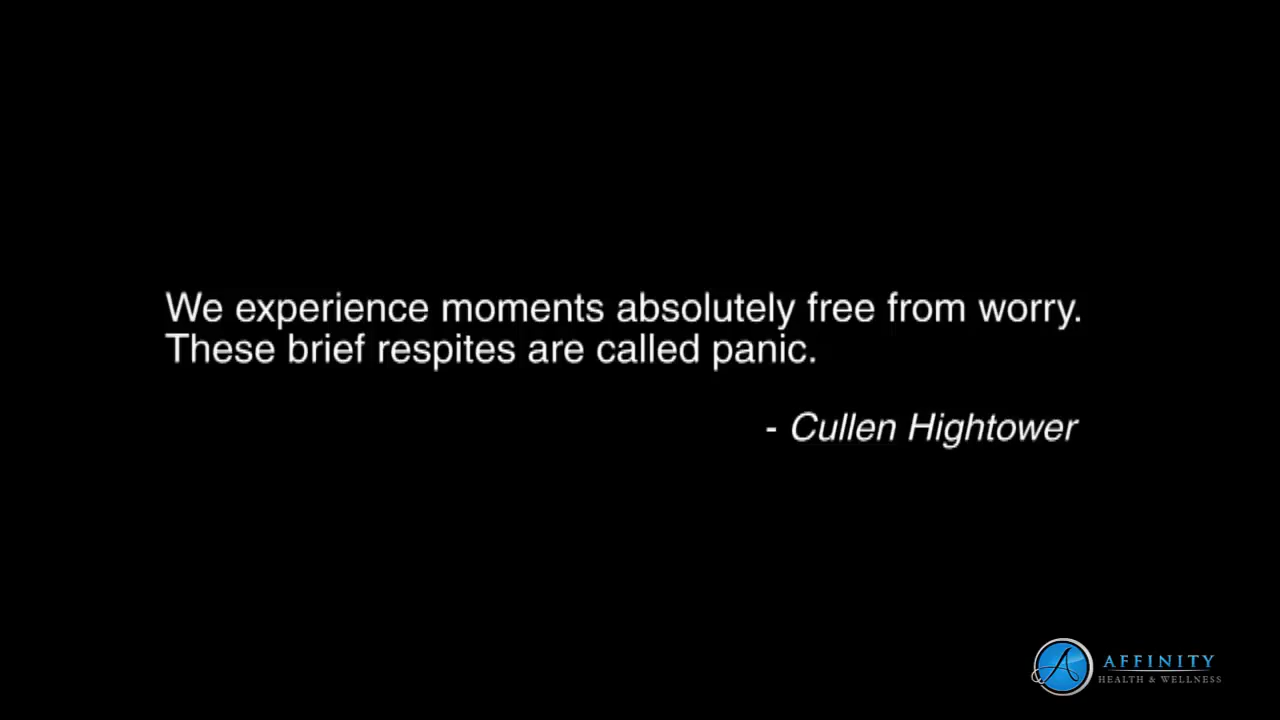 We experience moments absolutely free from worry.
These brief respites are called panic.
- Cullen Hightower
AFFINITY
HEALTH & WELLNESS